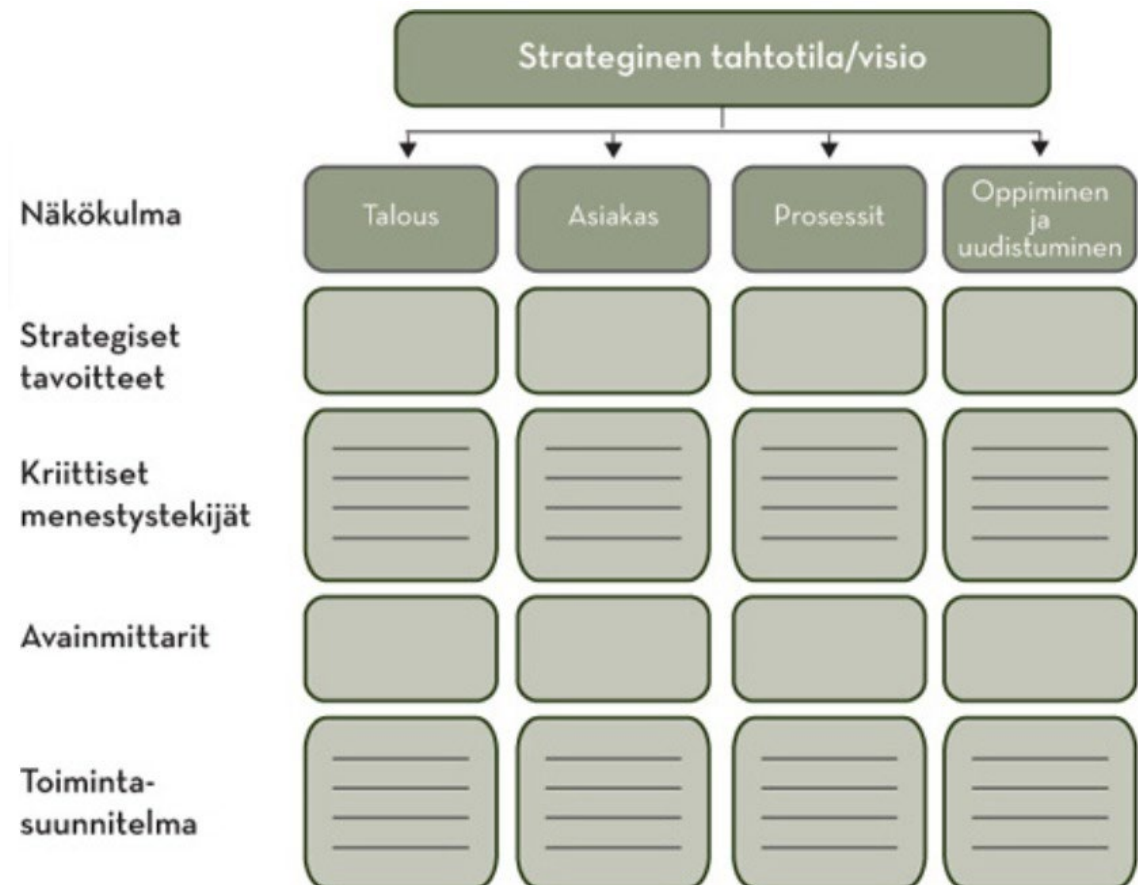 Strateginen tahtotila/visio
Näkökulma
Talous
Asiakas
Prosessit
Oppiminen
ja
uudistuminen
Strategiset
tavoitteet
Kriittiset
menestystekijät
Avainmittarit
Toiminta-
suunnitelma